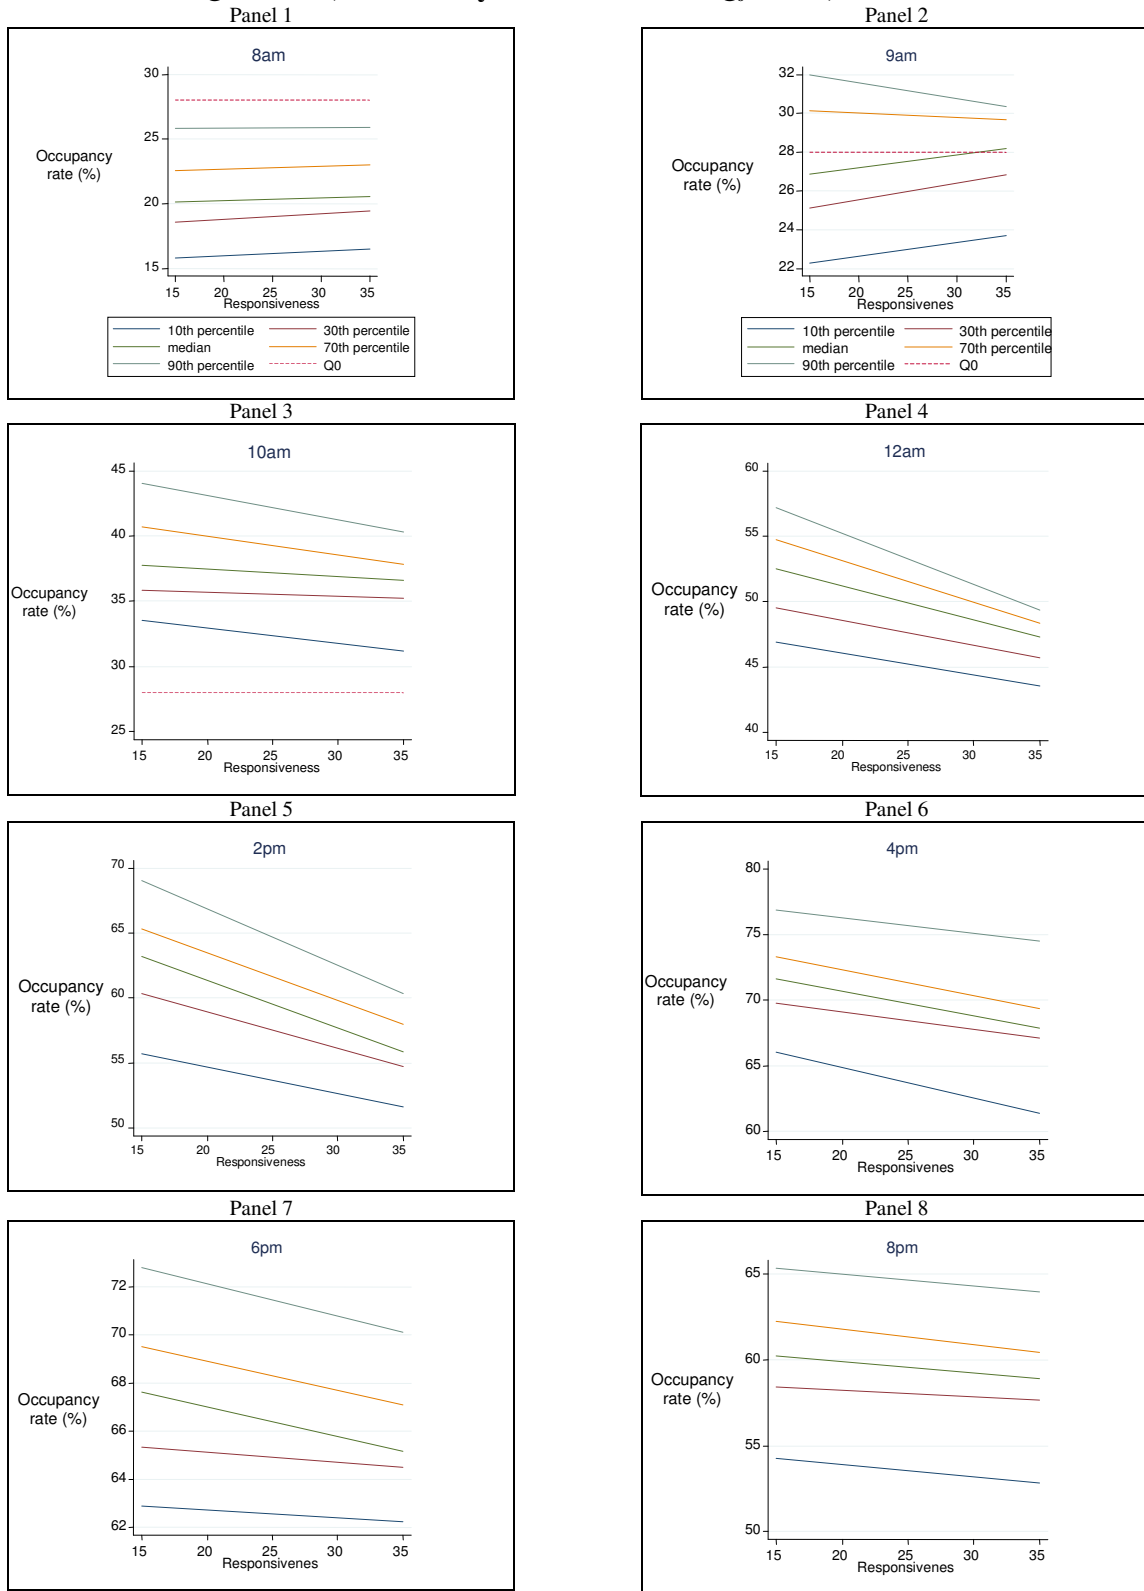 Panel 1
8am
30
25
20
15
Occupancy
rate (%)
15 20 25 30 35
Responsiveness
10th percentile 30th percentile
median 70th percentile
90th percentile Q0
Panel 2
9am
32
30
28
26
24
22
Occupancy
rate (%)
15 20 25 30 35
Responsivenes
10th percentile 30th percentile
median 70th percentile
90th percentile Q0
Panel 3
10am
45
40
35
30
25
Occupancy
rate (%)
15 20 25 30 35
Responsiveness
Panel 4
12am
60
55
50
45
40
Occupancy
rate (%)
15 20 25 30 35
Responsiveness
Panel 5
2pm
70
65
60
55
50
Occupancy
rate (%)
15 20 25 30 35
Responsiveness
Panel 6
4pm
80
75
70
65
60
Occupancy
rate (%)
15 20 25 30 35
Responsivenes
Panel 7
6pm
72
70
68
66
64
62
Occupancy
rate (%)
15 20 25 30 35
Responsivenes
Panel 8
8pm
65
60
55
50
Occupancy
rate (%)
15 20 25 30 35
Responsivenes